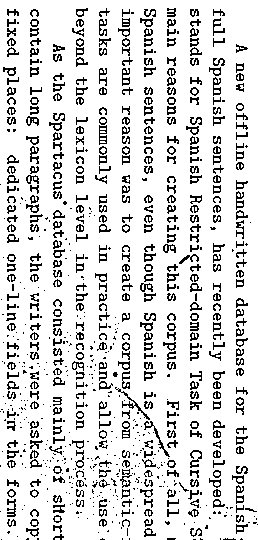 A new offline handwritten database for the Spanish
full Spanish sentences, has recently been developed:
stands for Spanish Restricted-domain Task of Cursive S
main reasons for creating this corpus. First of all,
Spanish sentences, even though Spanish is a widespread
important reason was to create a corpus from semantic-
tasks are commonly used in practice and allow the use
beyond the lexicon level in the recognition process.
As the Spartacus database consisted mainly of short
contain long paragraphs, the writers were asked to cop
fixed places: dedicated one-line fields in the forms.